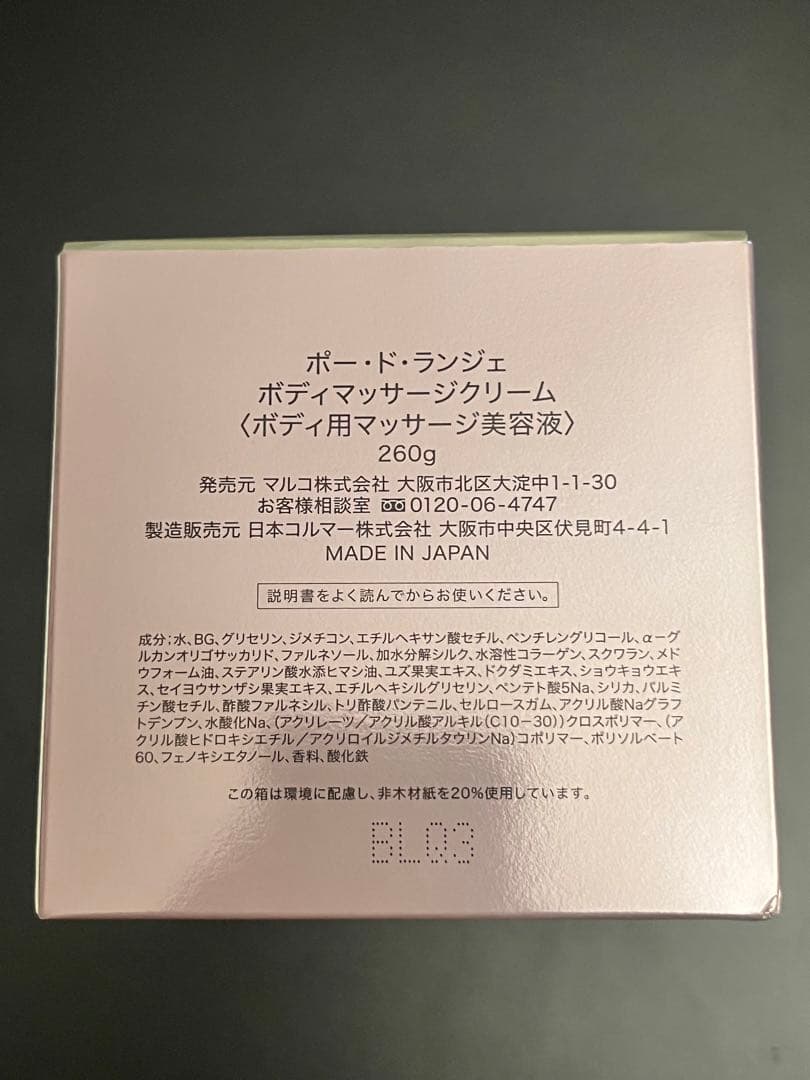 ポー・ド・ランジェ
ボディマッサージクリーム
〈ボディ用マッサージ美容液〉
260g
発売元 マルコ株式会社 大阪市北区大淀中1-1-30
お客様相談室 0120-06-4747
製造販売元 日本コルマー株式会社 大阪市中央区伏見町4-4-1
MADE IN JAPAN
説明書をよく読んでからお使いください。
成分；水、BG、グリセリン、ジメチコン、エチルヘキサン酸セチル、ペンチレングリコール、α－グ
ルカンオリゴサッカリド、ファルネソール、加水分解シルク、水溶性コラーゲン、スクワラン、メド
ウフォーム油、ステアリン酸水添ヒマシ油、ユズ果実エキス、ドクダミエキス、ショウキョウエキ
ス、セイヨウサンザシ果実エキス、エチルヘキシルグリセリン、ペンテト酸5Na、シリカ、パルミ
チン酸セチル、酢酸ファルネシル、トリ酢酸パンテニル、セルロースガム、アクリル酸Naグラフ
トデンプン、水酸化Na、（アクリレーツ／アクリル酸アルキル（C10－30））クロスポリマー、（ア
クリル酸ヒドロキシエチル／アクリロイルジメチルタウリンNa）コポリマー、ポリソルベート
60、フェノキシエタノール、香料、酸化鉄
この箱は環境に配慮し、非木材紙を20%使用しています。
BLQ3